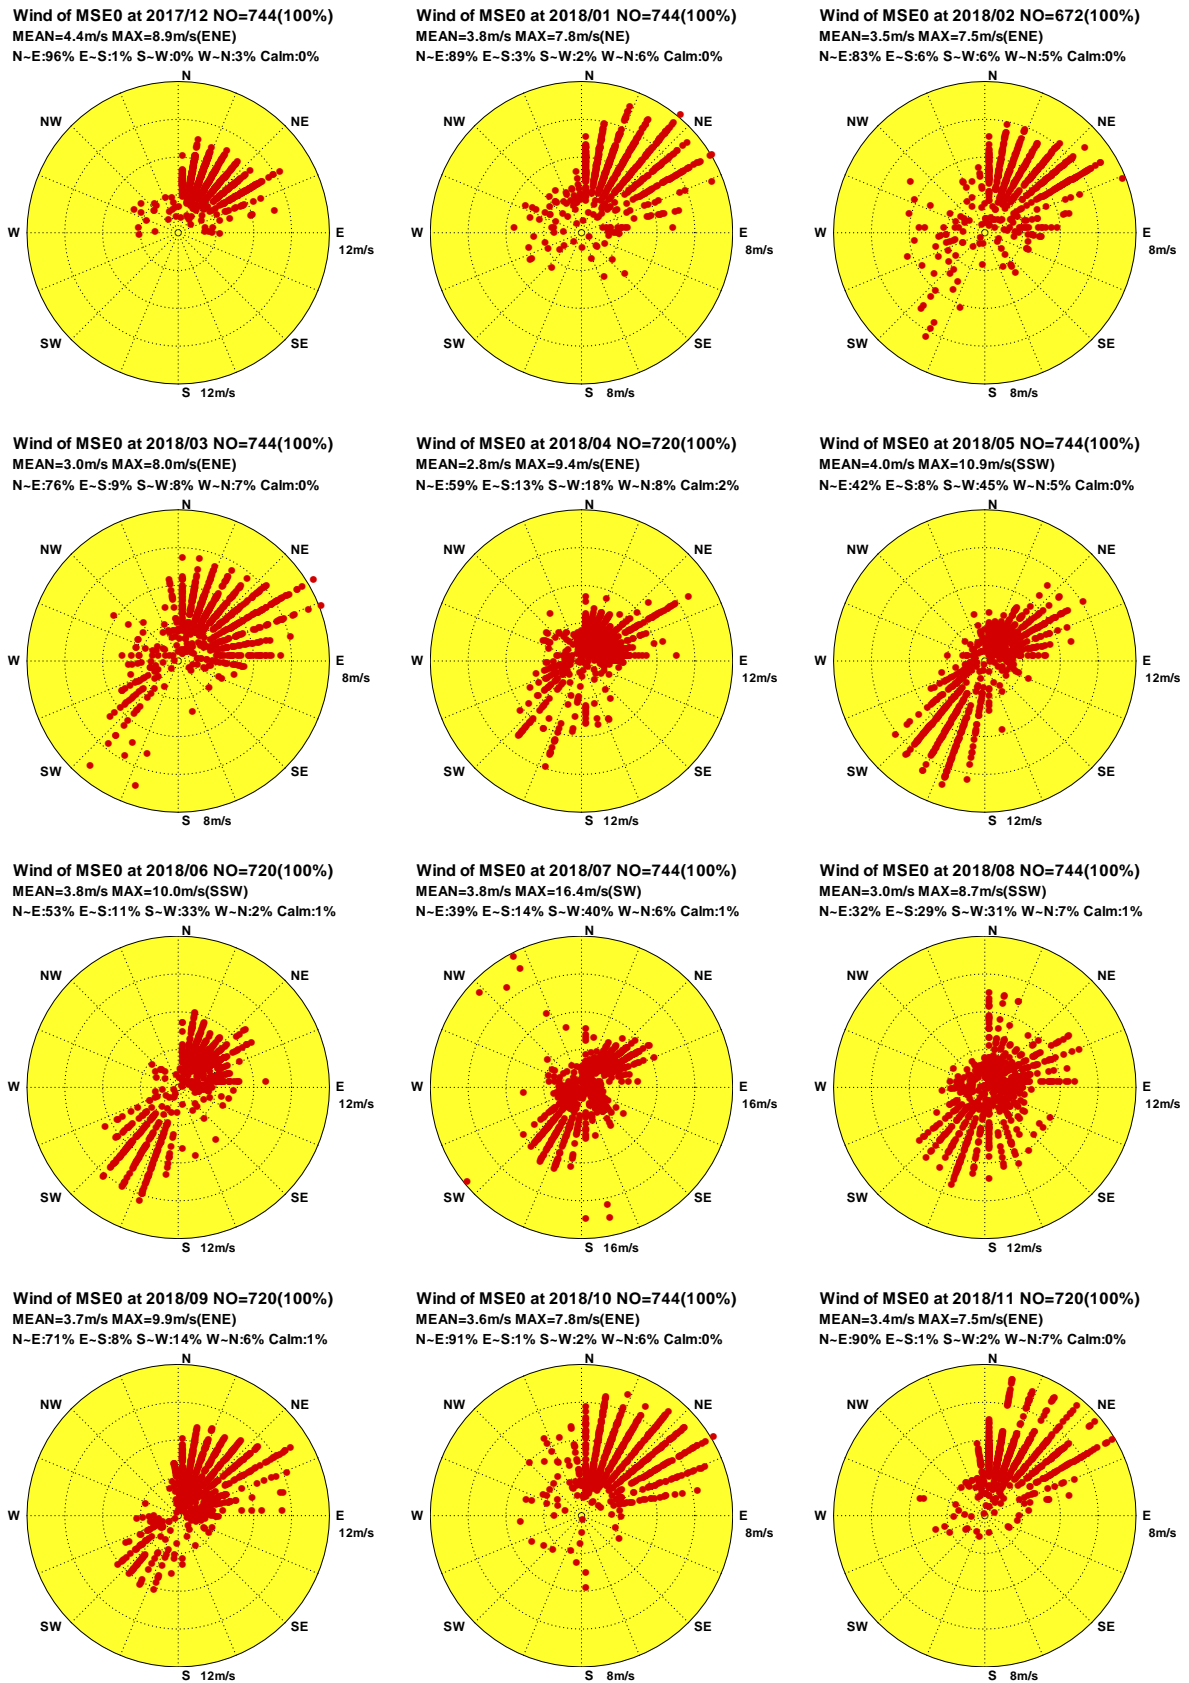 Wind of MSE0 at 2017/12 NO=744(100%)
MEAN=4.4m/s MAX=8.9m/s(ENE)
N~E:96% E~S:1% S~W:0% W~N:3% Calm:0%
N
NW
NE
W
E
12m/s
SW
SE
S 12m/s
Wind of MSE0 at 2018/01 NO=744(100%)
MEAN=3.8m/s MAX=7.8m/s(NE)
N~E:89% E~S:3% S~W:2% W~N:6% Calm:0%
N
NW
NE
W
E
8m/s
SW
SE
S 8m/s
Wind of MSE0 at 2018/02 NO=672(100%)
MEAN=3.5m/s MAX=7.5m/s(ENE)
N~E:83% E~S:6% S~W:6% W~N:5% Calm:0%
N
NW
NE
W
E
8m/s
SW
SE
S 8m/s
Wind of MSE0 at 2018/03 NO=744(100%)
MEAN=3.0m/s MAX=8.0m/s(ENE)
N~E:76% E~S:9% S~W:8% W~N:7% Calm:0%
N
NW
NE
W
E
8m/s
SW
SE
S 8m/s
Wind of MSE0 at 2018/04 NO=720(100%)
MEAN=2.8m/s MAX=9.4m/s(ENE)
N~E:59% E~S:13% S~W:18% W~N:8% Calm:2%
N
NW
NE
W
E
12m/s
SW
SE
S 12m/s
Wind of MSE0 at 2018/05 NO=744(100%)
MEAN=4.0m/s MAX=10.9m/s(SSW)
N~E:42% E~S:8% S~W:45% W~N:5% Calm:0%
N
NW
NE
W
E
12m/s
SW
SE
S 12m/s
Wind of MSE0 at 2018/06 NO=720(100%)
MEAN=3.8m/s MAX=10.0m/s(SSW)
N~E:53% E~S:11% S~W:33% W~N:2% Calm:1%
N
NW
NE
W
E
12m/s
SW
SE
S 12m/s
Wind of MSE0 at 2018/07 NO=744(100%)
MEAN=3.8m/s MAX=16.4m/s(SW)
N~E:39% E~S:14% S~W:40% W~N:6% Calm:1%
N
NW
NE
W
E
16m/s
SW
SE
S 16m/s
Wind of MSE0 at 2018/08 NO=744(100%)
MEAN=3.0m/s MAX=8.7m/s(SSW)
N~E:32% E~S:29% S~W:31% W~N:7% Calm:1%
N
NW
NE
W
E
12m/s
SW
SE
S 12m/s
Wind of MSE0 at 2018/09 NO=720(100%)
MEAN=3.7m/s MAX=9.9m/s(ENE)
N~E:71% E~S:8% S~W:14% W~N:6% Calm:1%
N
NW
NE
W
E
12m/s
SW
SE
S 12m/s
Wind of MSE0 at 2018/10 NO=744(100%)
MEAN=3.6m/s MAX=7.8m/s(ENE)
N~E:91% E~S:1% S~W:2% W~N:6% Calm:0%
N
NW
NE
W
E
8m/s
SW
SE
S 8m/s
Wind of MSE0 at 2018/11 NO=720(100%)
MEAN=3.4m/s MAX=7.5m/s(ENE)
N~E:90% E~S:1% S~W:2% W~N:7% Calm:0%
N
NW
NE
W
E
8m/s
SW
SE
S 8m/s